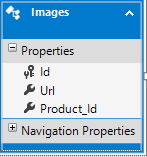 Images
Properties
Id
Url
Product_Id
Navigation Properties